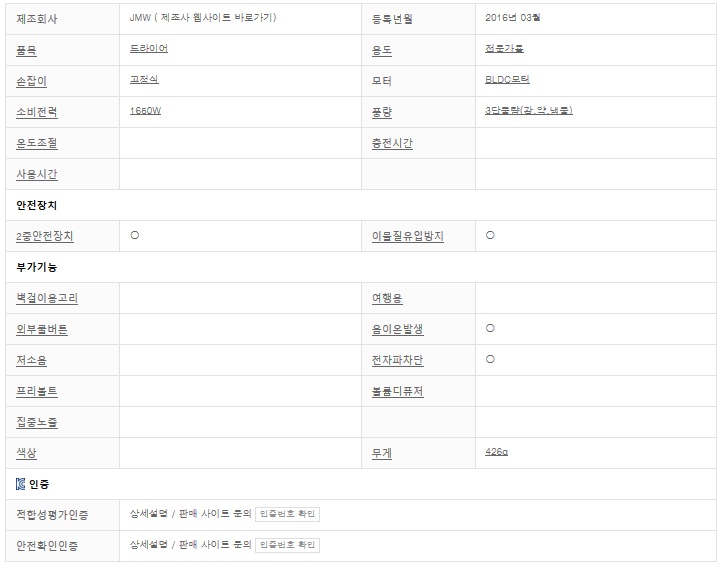 제조회사 JMW ( 제조사 웹사이트 바로가기) 등록년월 2016년 03월
품목 드라이어 용도 전문가용
손잡이 고정식 모터 BLDC모터
소비전력 1660W 풍량 3단풍량(강,약,냉풍)
온도조절 충전시간
사용시간
안전장치
2중안전장치 ○ 이물질유입방지 ○
부가기능
벽걸이용고리 여행용
외부쿨버튼 음이온발생 ○
저소음 전자파차단 ○
프리볼트 볼륨디퓨저
집중노즐
색상 무게 426g
인증
적합성평가인증 상세설명 / 판매 사이트 문의 인증번호 확인
안전확인인증 상세설명 / 판매 사이트 문의 인증번호 확인